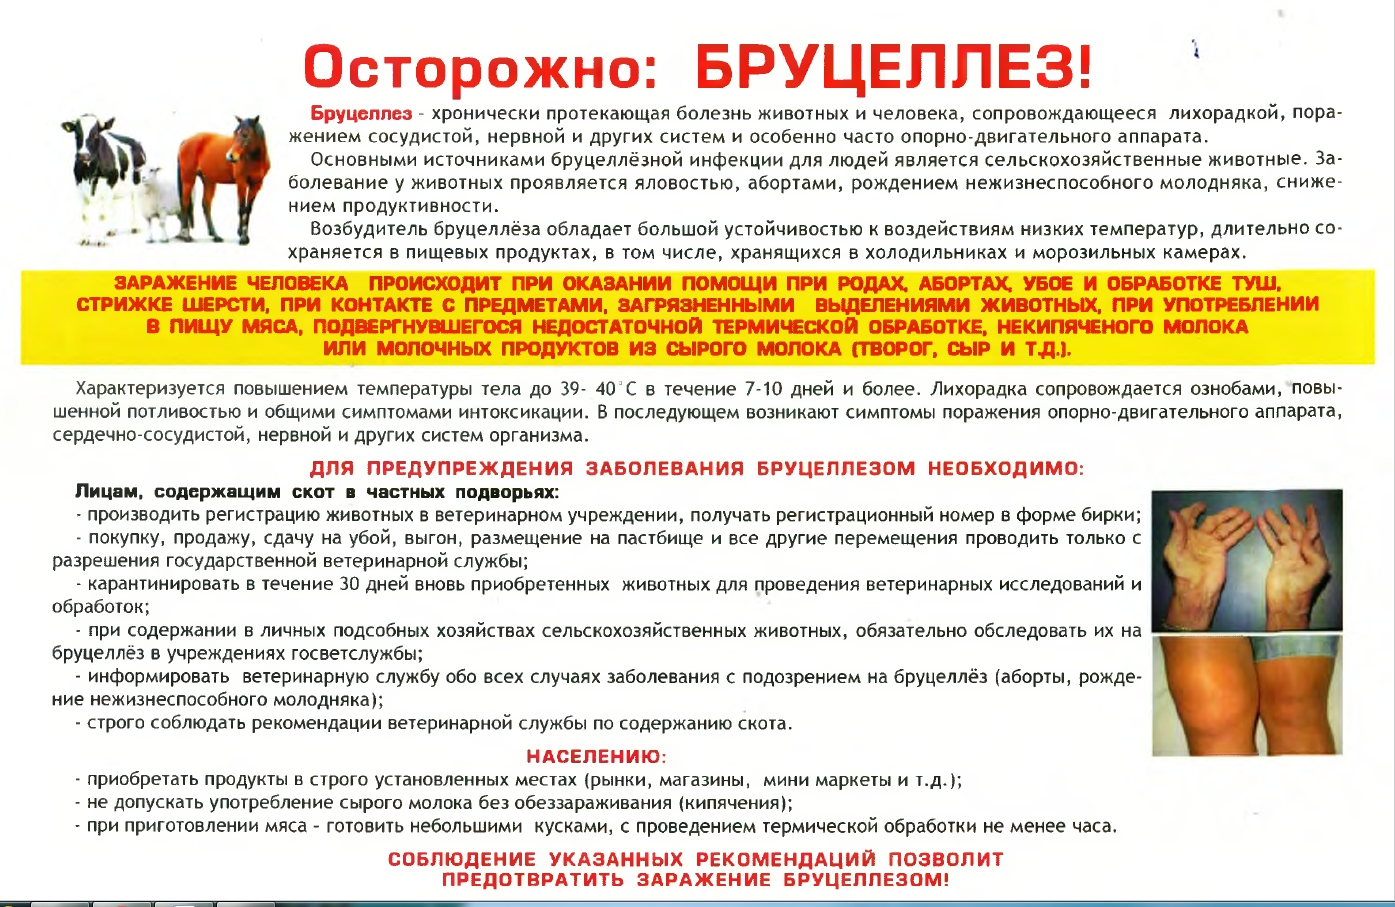 Осторожно: БРУЦЕЛЛЕЗ!
Бруцеллез - хронически протекающая болезнь животных и человека, сопровождающееся лихорадкой, пора-
жением сосудистой, нервной и других систем и особенно часто опорно-двигательного аппарата.
Основными источниками бруцеллёзной инфекции для людей является сельскохозяйственные животные. За-
болевание у животных проявляется яловостью, абортами, рождением нежизнеспособного молодняка, сниже-
нием продуктивности.
Возбудитель бруцеллёза обладает большой устойчивостью к воздействиям низких температур, длительно со-
храняется в пищевых продуктах, в том числе, хранящихся в холодильниках и морозильных камерах.
ЗАРАЖЕНИЕ ЧЕЛОВЕКА ПРОИСХОДИТ ПРИ ОКАЗАНИИ ПОМОЩИ ПРИ РОДАХ, АБОРТАХ, УБОЕ И ОБРАБОТКЕ ТУШ,
СТРИЖКЕ ШЕРСТИ, ПРИ КОНТАКТЕ С ПРЕДМЕТАМИ, ЗАГРЯЗНЕННЫМИ ВЫДЕЛЕНИЯМИ ЖИВОТНЫХ, ПРИ УПОТРЕБЛЕНИИ
В ПИЩУ МЯСА, ПОДВЕРГНУВШЕГОСЯ НЕДОСТАТОЧНОЙ ТЕРМИЧЕСКОЙ ОБРАБОТКЕ, НЕКИПЯЧЕНОГО МОЛОКА
ИЛИ МОЛОЧНЫХ ПРОДУКТОВ ИЗ СЫРОГО МОЛОКА (ТВОРОГ, СЫР И Т.Д.).
Характеризуется повышением температуры тела до 39- 40°С в течение 7-10 дней и более. Лихорадка сопровождается ознобами, повы-
шенной потливостью и общими симптомами интоксикации. В последующем возникают симптомы поражения опорно-двигательного аппарата,
сердечно-сосудистой, нервной и других систем организма.
ДЛЯ ПРЕДУПРЕЖДЕНИЯ ЗАБОЛЕВАНИЯ БРУЦЕЛЛЕЗОМ НЕОБХОДИМО:
Лицам, содержащим скот в частных подворьях:
- производить регистрацию животных в ветеринарном учреждении, получать регистрационный номер в форме бирки;
- покупку, продажу, сдачу на убой, выгон, размещение на пастбище и все другие перемещения проводить только с
разрешения государственной ветеринарной службы;
- карантинировать в течение 30 дней вновь приобретенных животных для проведения ветеринарных исследований и
обработок;
- при содержании в личных подсобных хозяйствах сельскохозяйственных животных, обязательно обследовать их на
бруцеллёз в учреждениях госветслужбы;
- информировать ветеринарную службу обо всех случаях заболевания с подозрением на бруцеллёз (аборты, рожде-
ние нежизнеспособного молодняка);
- строго соблюдать рекомендации ветеринарной службы по содержанию скота.
НАСЕЛЕНИЮ:
- приобретать продукты в строго установленных местах (рынки, магазины, мини маркеты и т.д.);
- не допускать употребление сырого молока без обеззараживания (кипячения);
- при приготовлении мяса - готовить небольшими кусками, с проведением термической обработки не менее часа.
СОБЛЮДЕНИЕ УКАЗАННЫХ РЕКОМЕНДАЦИЙ ПОЗВОЛИТ
ПРЕДОТВРАТИТЬ ЗАРАЖЕНИЕ БРУЦЕЛЛЕЗОМ!